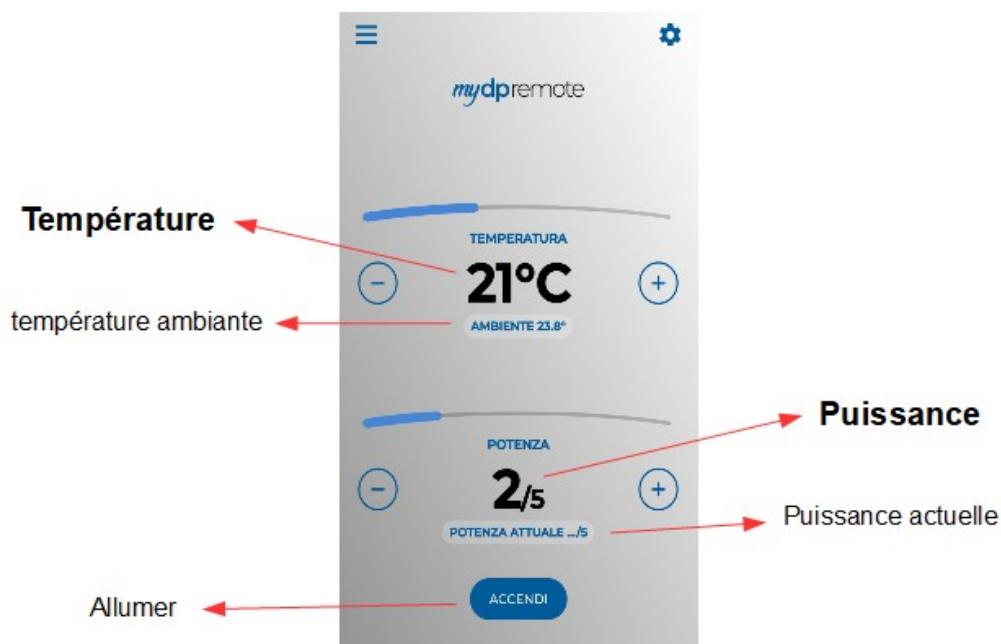 mydpremote
Température
TEMPERATURA
21°C
température ambiante
AMBIENTE 23.8°
Puissance
POTENZA
2/5
POTENZA ATTUALE .../5
Puissance actuelle
Allumer
ACCENDI